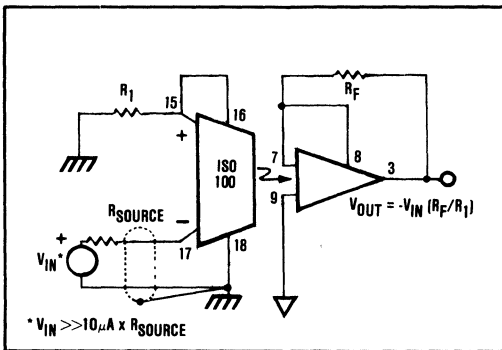 R1
15
16
+
ISO
100
RSOURCE
−
17
18
+
VIN*
RF
7
8
3
9
VOUT = -VIN (RF/R1)
* VIN >>10µA x RSOURCE